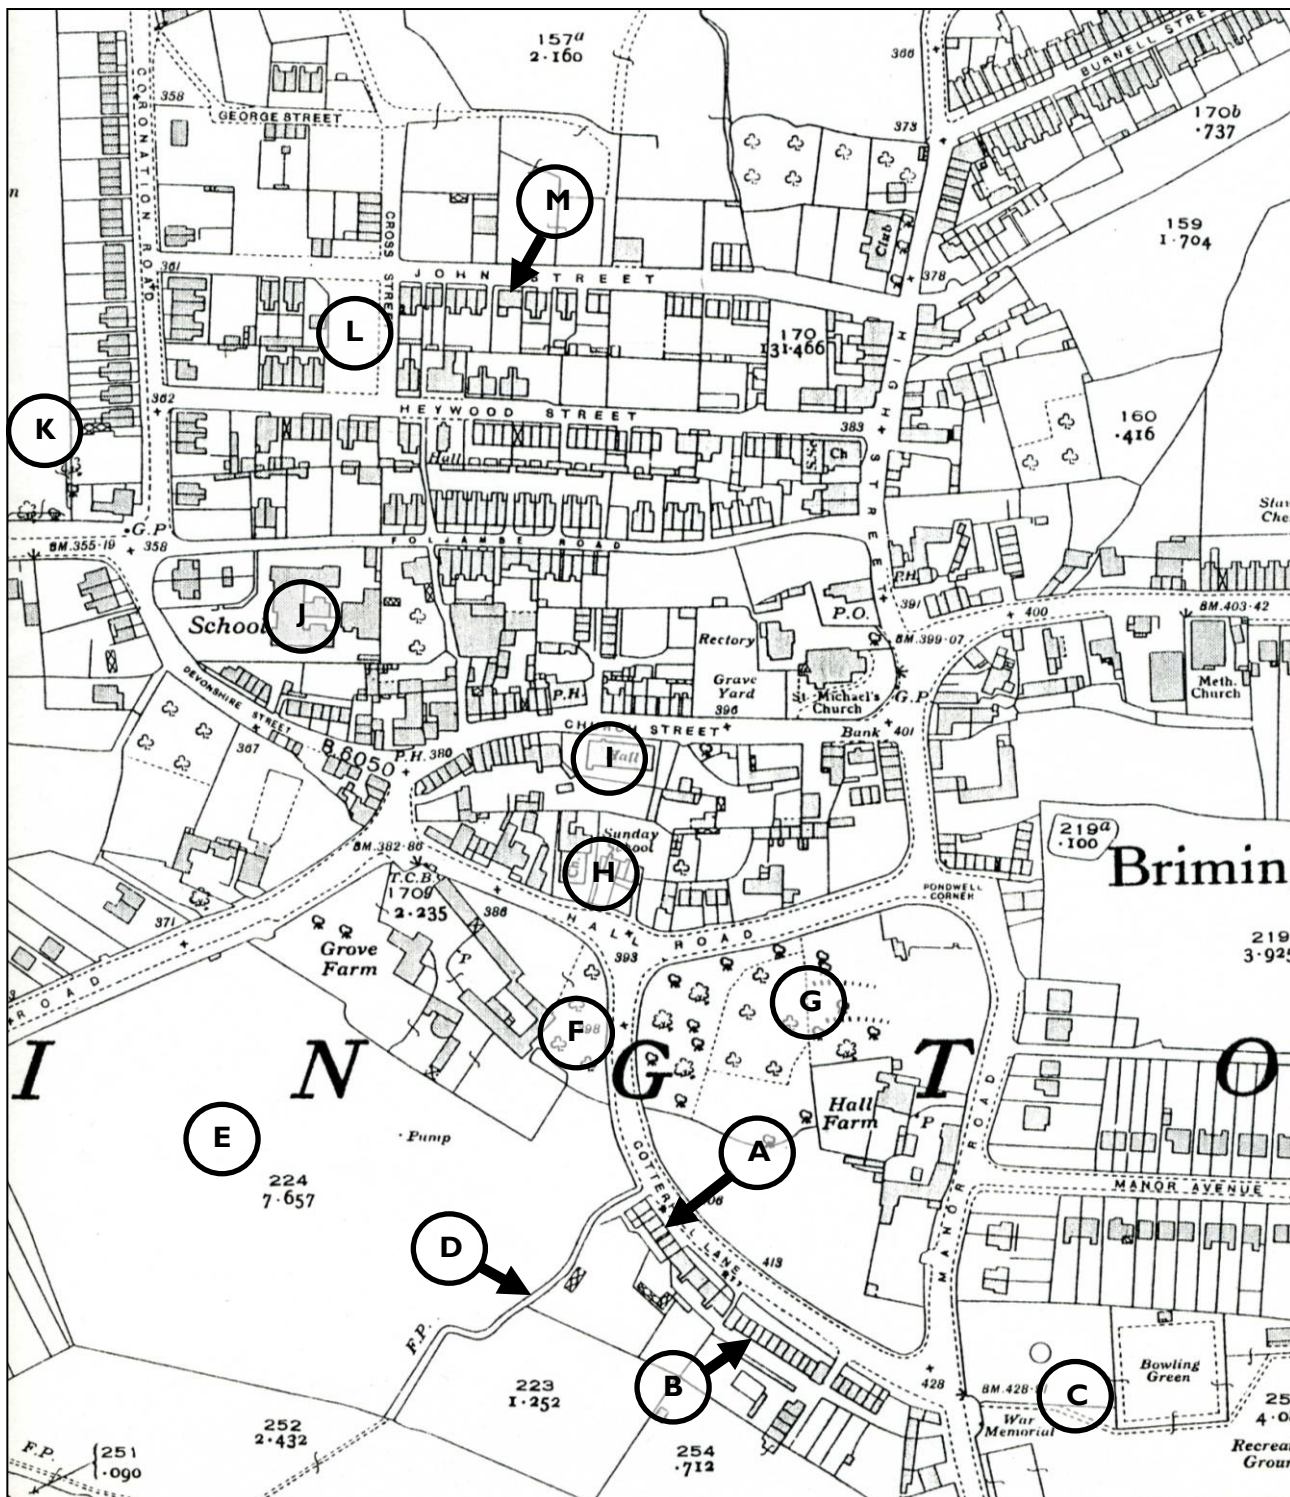 157a
2·160
366
BURNELL STREET
CORONATION ROAD
358
GEORGE STREET
373
170b
·737
M
CROSS STREET
Club
159
1·704
361
JOHN STREET
378
L
170
131·466
HIGH STREET
K
362
HEYWOOD STREET
383
160
·416
Hall
S.Sc
Ch
G.P
BM.355·19
358
FOLJAMBE ROAD
P.H.
391
400
BM.403·42
J
School
P.O.
BM.399·07
Rectory
Grave
Yard
St. Michael's
Church
G.P
Meth.
Church
DEVONSHIRE STREET
P.H.
396
CHURCH STREET
367
B.6050
P.H. 380
I
Hall
Bank
401
Sunday
School
H
219a
·100
Brimin
BM.382·86
T.C.B.
170g
2·235
386
PONDWELL
CORNER
371
HALL ROAD
393
219
3·925
Grove
Farm
P
G
F
398
ROAD
I N G T O
Hall
Farm
P
E
Pump
A
COTTERHILL LANE
406
MANOR ROAD
MANOR AVENUE
224
7·657
D
413
F.P.
B
223
1·252
428
BM.428·
C
Bowling
Green
War
Memorial
252
2·432
F.P.
251
·090
254
·712
Recrea
Grour